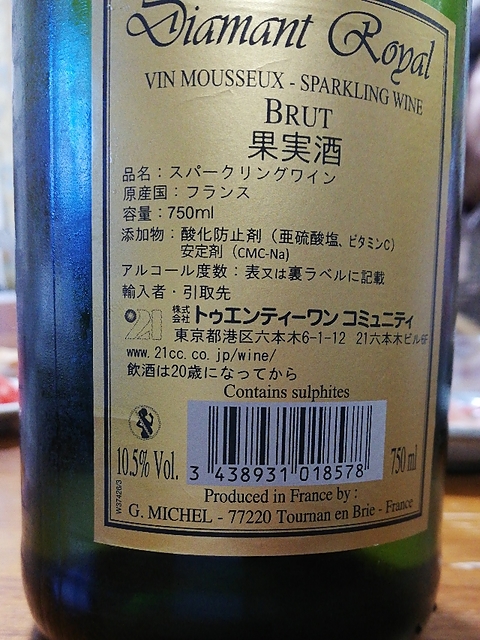 Diamant Royal
VIN MOUSSEUX - SPARKLING WINE
BRUT
果実酒
品名：スパークリングワイン
原産国：フランス
容量：750ml
添加物：酸化防止剤（亜硫酸塩、ビタミンC）
安定剤（CMC-Na）
アルコール度数：表又は裏ラベルに記載
輸入者・引取先
21 株式会社 トゥエンティーワン コミュニティ
東京都港区六本木6-1-12 21六本木ビル6F
www.21cc.co.jp/wine/
飲酒は20歳になってから
Contains sulphites
10.5% Vol.
3 438931 018578
750 ml
Produced in France by :
G. MICHEL - 77220 Tournan en Brie - France